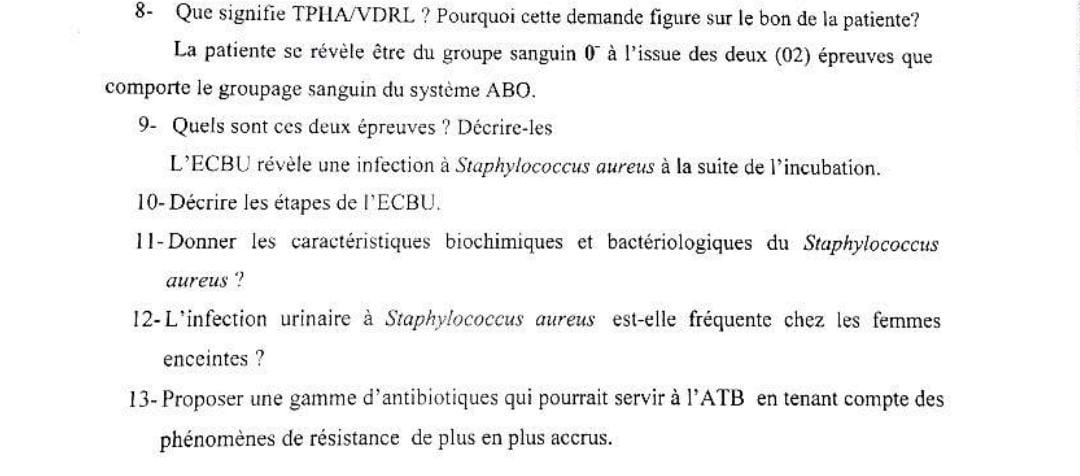 8- Que signifie TPHA/VDRL ? Pourquoi cette demande figure sur le bon de la patiente?
La patiente se révèle être du groupe sanguin 0⁻ à l'issue des deux (02) épreuves que
comporte le groupage sanguin du système ABO.
9- Quels sont ces deux épreuves ? Décrire-les
L'ECBU révèle une infection à Staphylococcus aureus à la suite de l'incubation.
10- Décrire les étapes de l'ECBU.
11- Donner les caractéristiques biochimiques et bactériologiques du Staphylococcus
aureus ?
12- L'infection urinaire à Staphylococcus aureus est-elle fréquente chez les femmes
enceintes ?
13- Proposer une gamme d'antibiotiques qui pourrait servir à l'ATB en tenant compte des
phénomènes de résistance de plus en plus accrus.